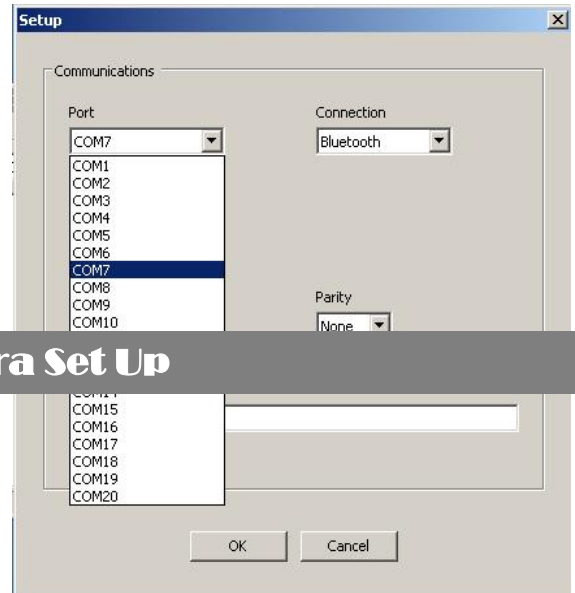 Setup
Communications
Port
Connection
COM7
Bluetooth
COM1
COM2
COM3
COM4
COM5
COM6
COM7
COM8
COM9
Parity
COM10
None
ra Set Up
COM15
COM16
COM17
COM18
COM19
COM20
OK
Cancel